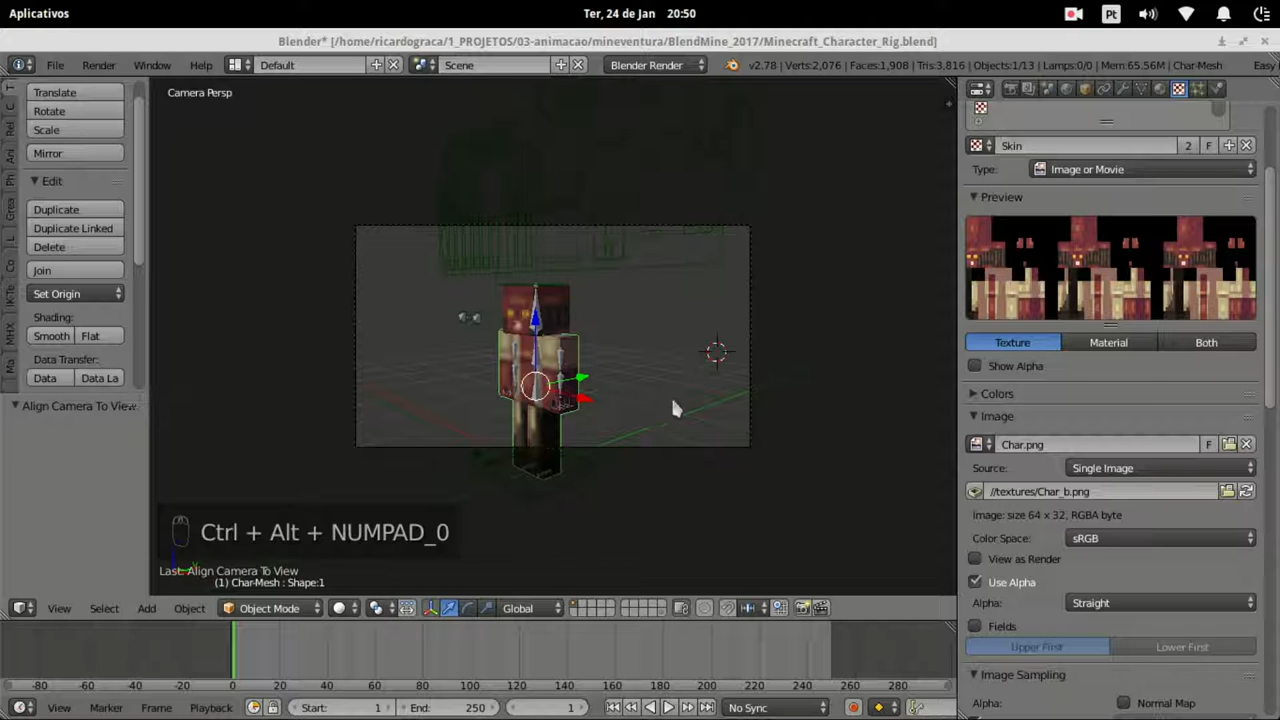 Aplicativos
Ter, 24 de Jan 20:50
Pt
Blender* [/home/ricardograca/1_PROJETOS/03-animacao/mineventura/BlendMine_2017/Minecraft_Character_Rig.blend]
File Render Window Help Default Scene Blender Render v2.78 | Verts:2,076 | Faces:1,908 | Tris:3,816 | Objects:1/13 | Lamps:0/0 | Mem:65.56M | Char-Mesh Easy
Translate
Rotate
Scale
Mirror
Edit
Duplicate
Duplicate Linked
Delete
Join
Set Origin
Shading:
Smooth Flat
Data Transfer:
Data Data La
Align Camera To View
Camera Persp
Ctrl + Alt + NUMPAD_0
Last: Align Camera To View
(1) Char-Mesh : Shape:1
Skin 2 F
Type: Image or Movie
Preview
Texture Material Both
Show Alpha
Colors
Image
Char.png F
Source: Single Image
//textures/Char_b.png
Image: size 64 x 32, RGBA byte
Color Space: sRGB
View as Render
Use Alpha
Alpha: Straight
Fields
Upper First Lower First
Image Sampling
Alpha: Normal Map
View Select Add Object Object Mode Global
-80 -60 -40 -20 0 20 40 60 80 100 120 140 160 180 200 220 240 260 280
View Marker Frame Playback Start: 1 End: 250 1 No Sync